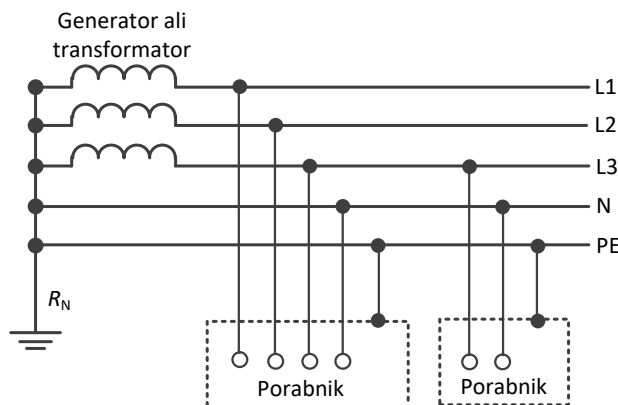 Generator ali
transformator
L1
L2
L3
N
PE
RN
Porabnik
Porabnik